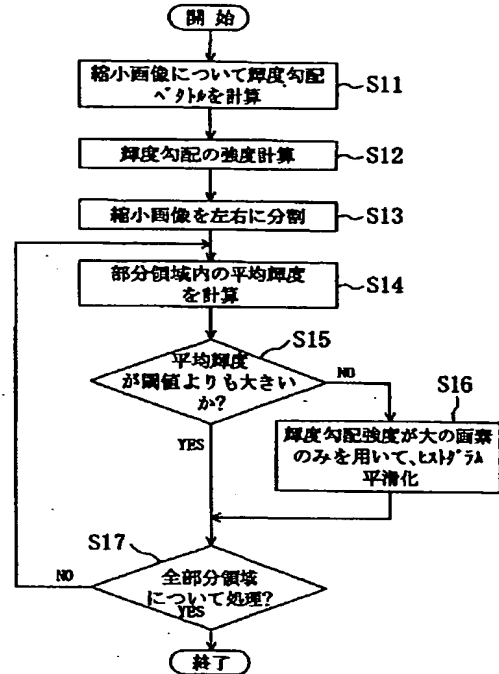 開 始
縮小画像について輝度勾配
ベクトルを計算
S11
輝度勾配の強度計算
S12
縮小画像を左右に分割
S13
部分領域内の平均輝度
を計算
S14
S15
平均輝度
が閾値よりも大きい
か?
NO
YES
S16
輝度勾配強度が大の画素
のみを用いて、ヒストグラム
平滑化
S17
全部分領域
について処理?
NO
YES
終了